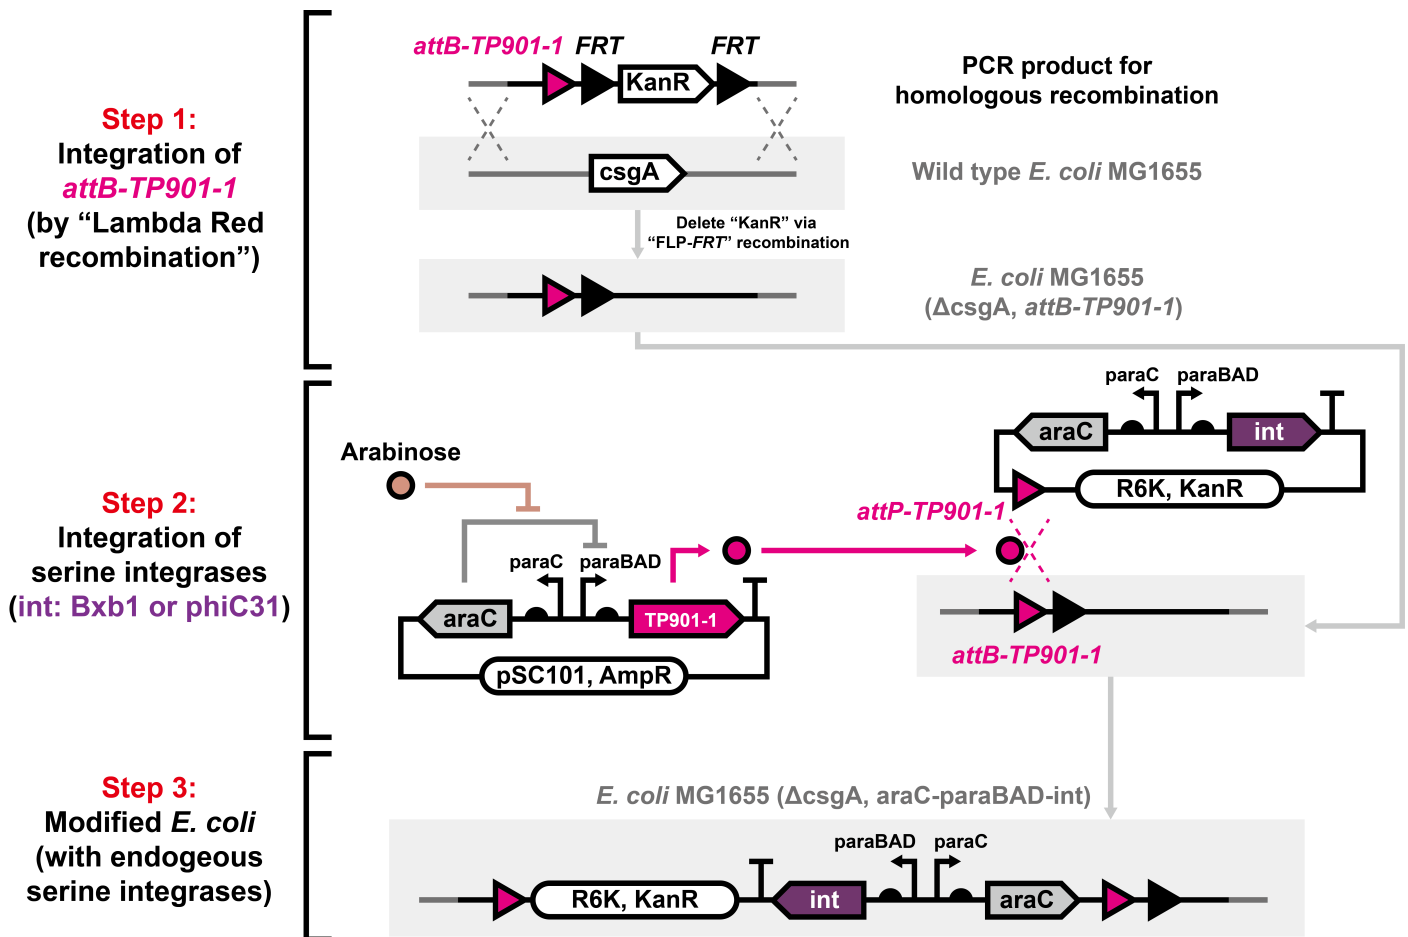 Step 1:
Integration of
attB-TP901-1
(by “Lambda Red
recombination”)
attB-TP901-1
FRT
FRT
KanR
PCR product for
homologous recombination
csgA
Wild type E. coli MG1655
Delete “KanR” via
“FLP-FRT” recombination
E. coli MG1655
(ΔcsgA, attB-TP901-1)
Step 2:
Integration of
serine integrases
(int: Bxb1 or phiC31)
Arabinose
paraC
paraBAD
araC
TP901-1
pSC101, AmpR
paraC
paraBAD
araC
int
R6K, KanR
attP-TP901-1
attB-TP901-1
Step 3:
Modified E. coli
(with endogeous
serine integrases)
E. coli MG1655 (ΔcsgA, araC-paraBAD-int)
paraBAD
paraC
R6K, KanR
int
araC